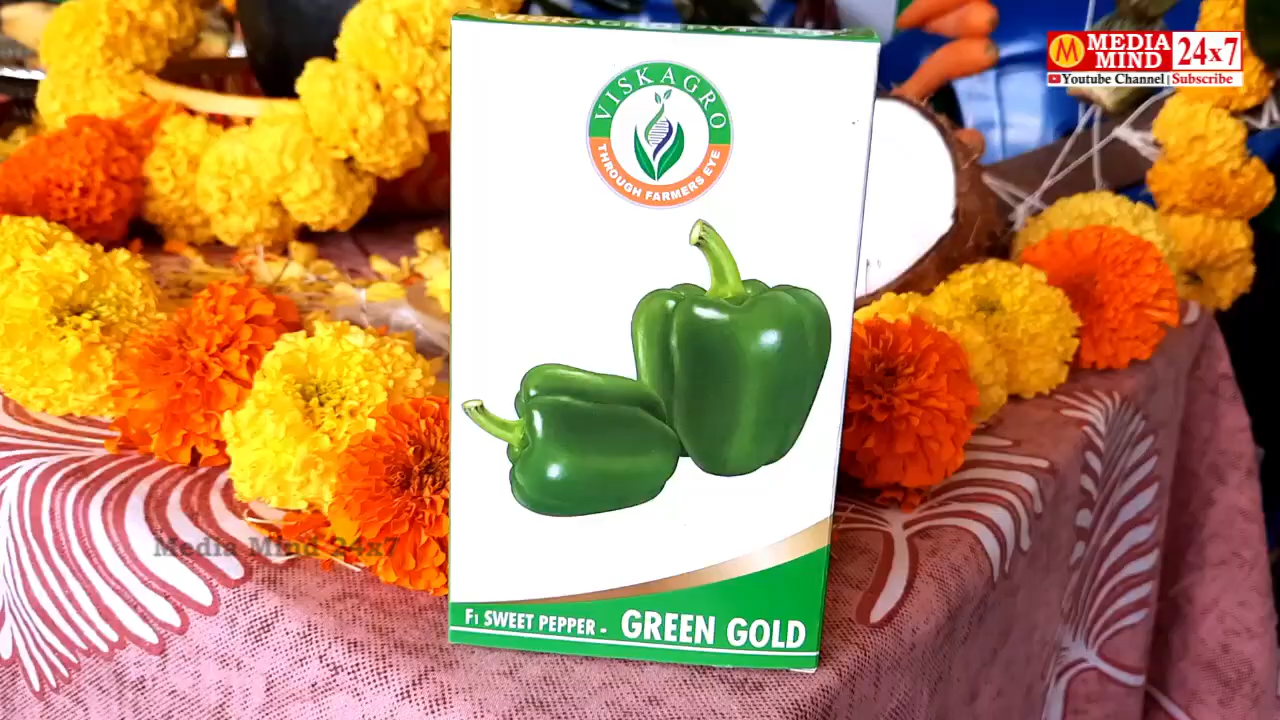 VISKAGRO
THROUGH FARMERS EYE
F1 SWEET PEPPER - GREEN GOLD
M MEDIA MIND 24x7
Youtube Channel | Subscribe
Media Mind 24x7